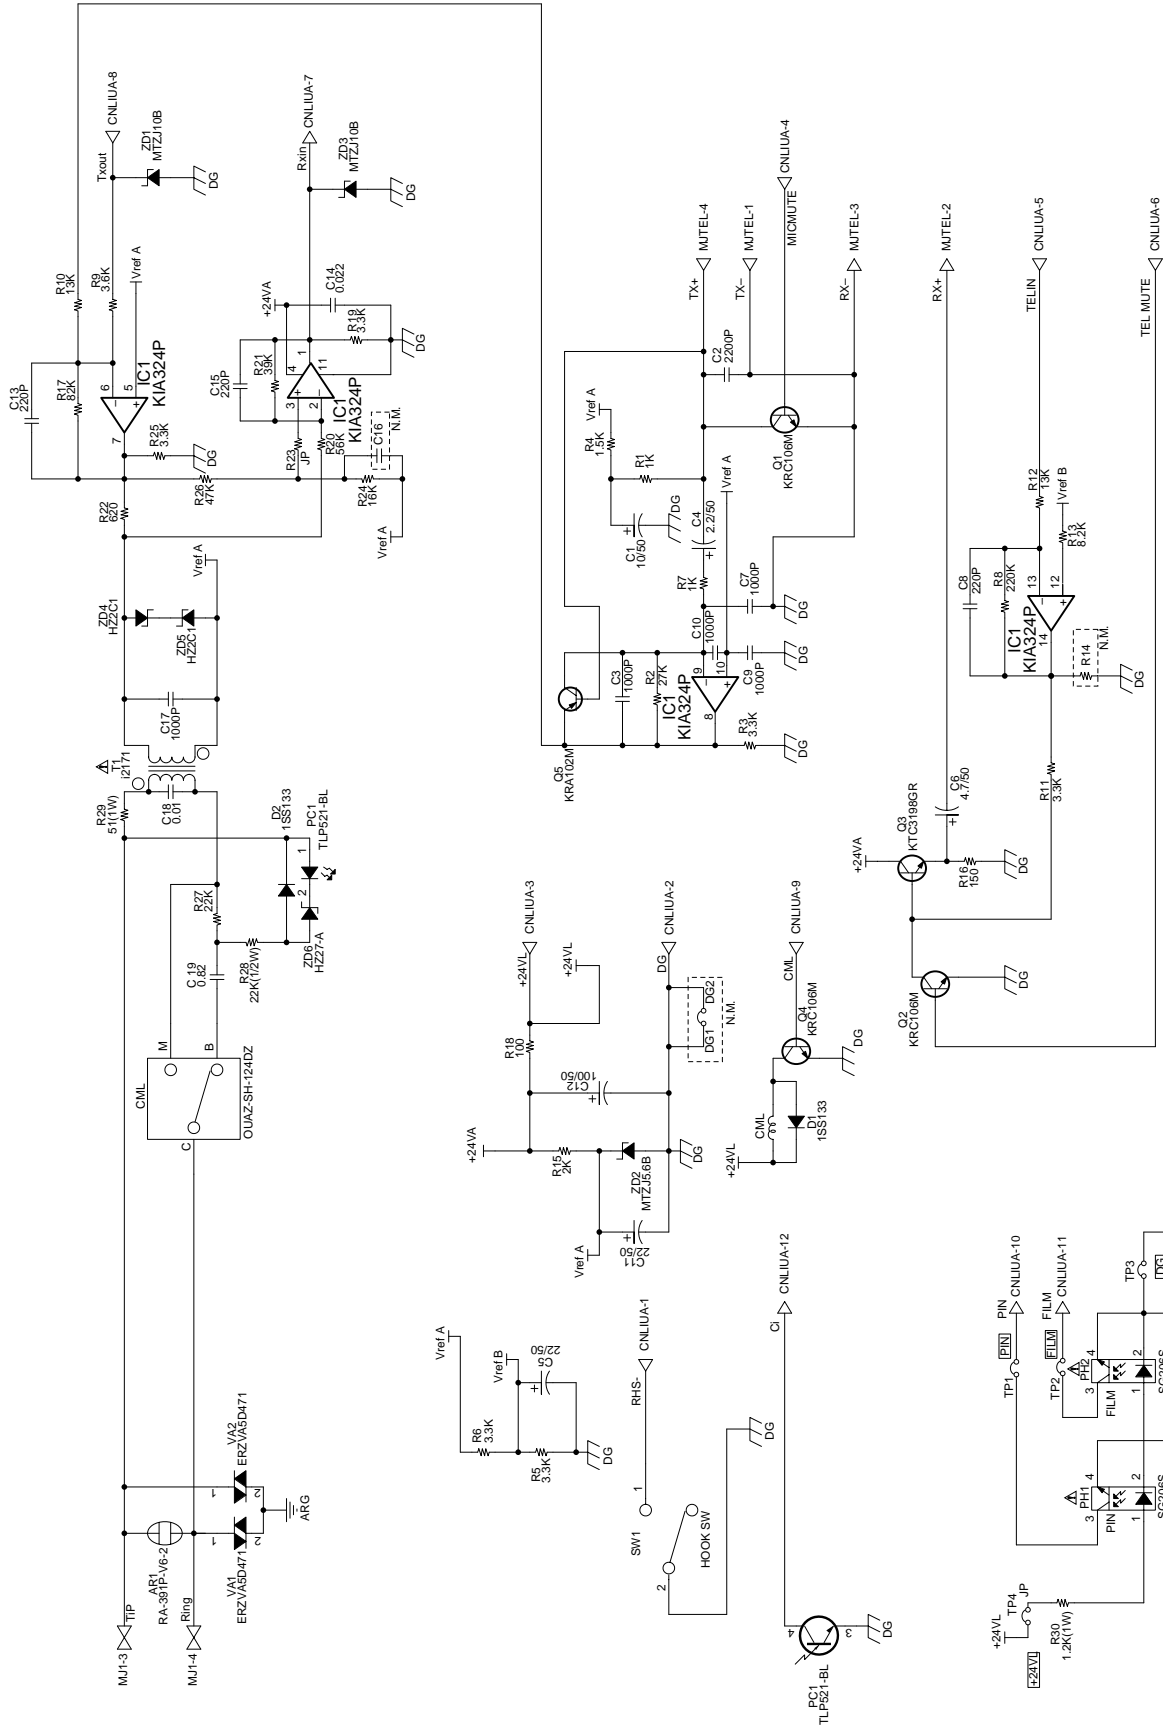 MJ1-3
TiP
AR1
RA-391P-V6-2
MJ1-4
Ring
VA1
ERZVA5D471
1
2
VA2
ERZVA5D471
1
2
ARG
CML
M
B
C
OUAZ-SH-124DZ
C19
0.82
R27
22K
R28
22K(1/2W)
R29
51(1W)
C18
0.01
D2
1SS133
PC1
TLP521-BL
1
2
ZD6
HZ27-A
T1
i2171
C17
1000P
ZD4
HZ2C1
ZD5
HZ2C1
Vref A
R22
620
R26
47K
R25
3.3K
DG
C13
220P
R17
82K
R10
13K
R9
3.6K
Txout
CNLIUA-8
ZD1
MTZJ10B
DG
6
5
7
IC1
KIA324P
Vref A
Rxin
CNLIUA-7
ZD3
MTZJ10B
DG
+24VA
C14
0.022
R19
3.3K
DG
C15
220P
R21
39K
4
11
1
3
2
IC1
KIA324P
R23
JP
R20
56K
C16
N.M.
R24
16K
Vref A
Q5
KRA102M
C3
1000P
R2
27K
IC1
KIA324P
8
9
10
R3
3.3K
DG
C10
1000P
C9
1000P
DG
C7
1000P
DG
R7
1K
C4
2.2/50
Vref A
C1
10/50
DG
R4
1.5K
R1
1K
Vref A
C2
2200P
Q1
KRC106M
TX+
MJTEL-4
TX–
MJTEL-1
MICMUTE
CNLIUA-4
RX–
MJTEL-3
RX+
MJTEL-2
+24VA
Q3
KTC3198GR
C6
4.7/50
R16
150
DG
Q2
KRC106M
DG
R11
3.3K
C8
220P
R8
220K
IC1
KIA324P
14
13
12
R14
N.M.
DG
R12
13K
R13
8.2K
Vref B
TELIN
CNLIUA-5
TEL MUTE
CNLIUA-6
+24VL
CNLIUA-3
+24VL
R18
100
+24VA
C12
100/50
R15
2K
ZD2
MTZJ5.6B
DG
Vref A
C11
22/50
DG
CNLIUA-2
DG1
DG2
N.M.
CML
CNLIUA-9
Q4
KRC106M
DG
CML
D1
1SS133
+24VL
Vref A
R6
3.3K
Vref B
C5
22/50
R5
3.3K
DG
RHS-
CNLIUA-1
SW1
1
2
HOOK SW
DG
Ci
CNLIUA-12
PC1
TLP521-BL
4
3
DG
+24VL
+24VL
TP4
JP
R30
1.2K(1W)
PIN
CNLIUA-10
PIN
TP1
FILM
CNLIUA-11
FILM
TP2
PH1
3
4
PIN
1
2
SG206S
PH2
3
4
FILM
1
2
SG206S
TP3
DG